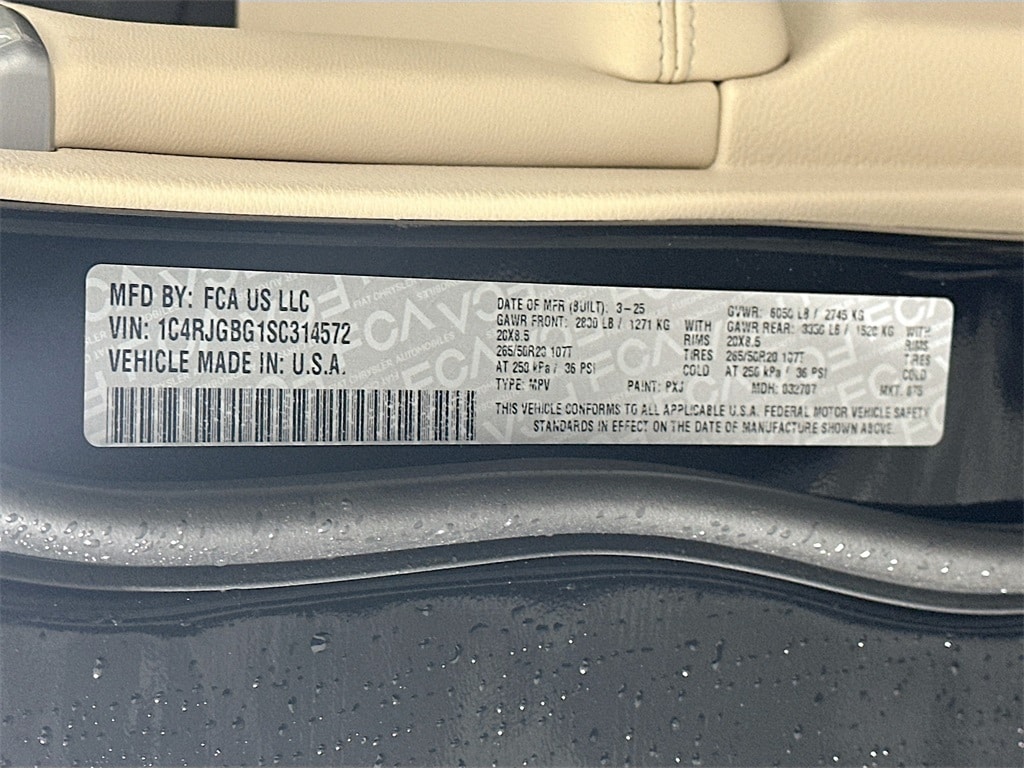 MFD BY: FCA US LLC
VIN: 1C4RJGBG1SC314572
VEHICLE MADE IN: U.S.A.
DATE OF MFR (BUILT): 3-25
GVWR: 6050 LB / 2745 KG
GAWR FRONT: 2800 LB / 1271 KG WITH
GAWR REAR: 3350 LB / 1520 KG WITH
20X8.5 RIMS
20X8.5 RIMS
265/50R20 107T TIRES
265/50R20 107T TIRES
AT 250 kPa / 36 PSI COLD
AT 250 kPa / 36 PSI COLD
TYPE: MPV PAINT: PXJ MDH: 032707 MKT:
THIS VEHICLE CONFORMS TO ALL APPLICABLE U.S.A. FEDERAL MOTOR VEHICLE SAFETY
STANDARDS IN EFFECT ON THE DATE OF MANUFACTURE SHOWN ABOVE.